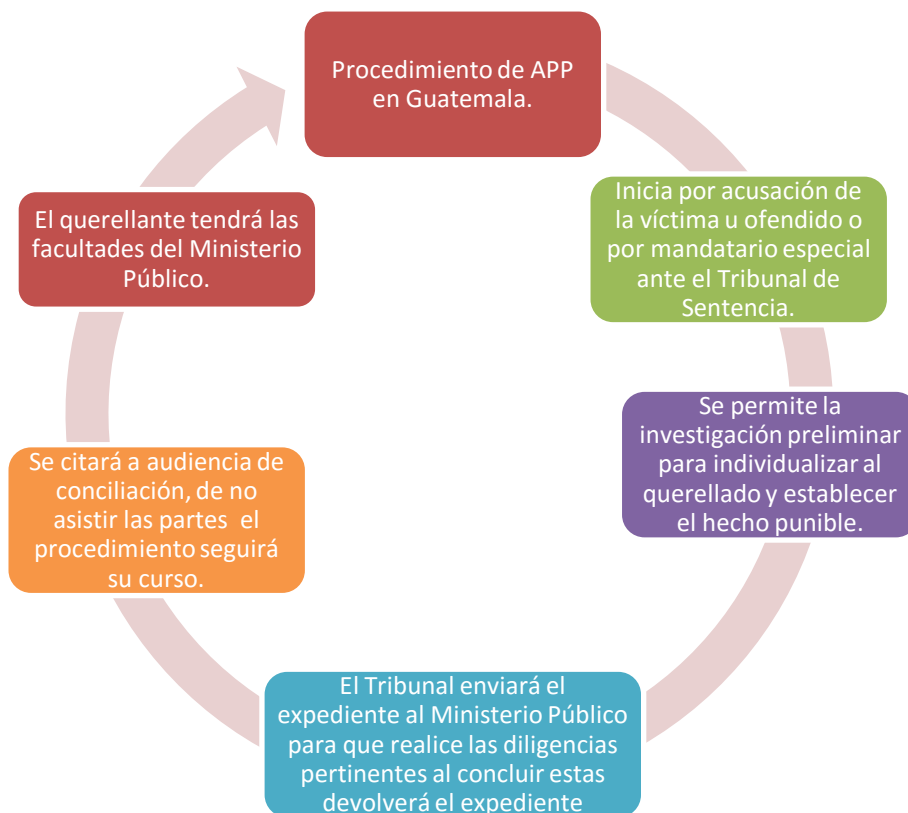 Procedimiento de APP
en Guatemala.
Inicia por acusación de
la víctima u ofendido o
por mandatario especial
ante el Tribunal de
Sentencia.
Se permite la
investigación preliminar
para individualizar al
querellado y establecer
el hecho punible.
El Tribunal enviará el
expediente al Ministerio Público
para que realice las diligencias
pertinentes al concluir estas
devolverá el expediente
Se citará a audiencia de
conciliación, de no
asistir las partes el
procedimiento seguirá
su curso.
El querellante tendrá las
facultades del Ministerio
Público.